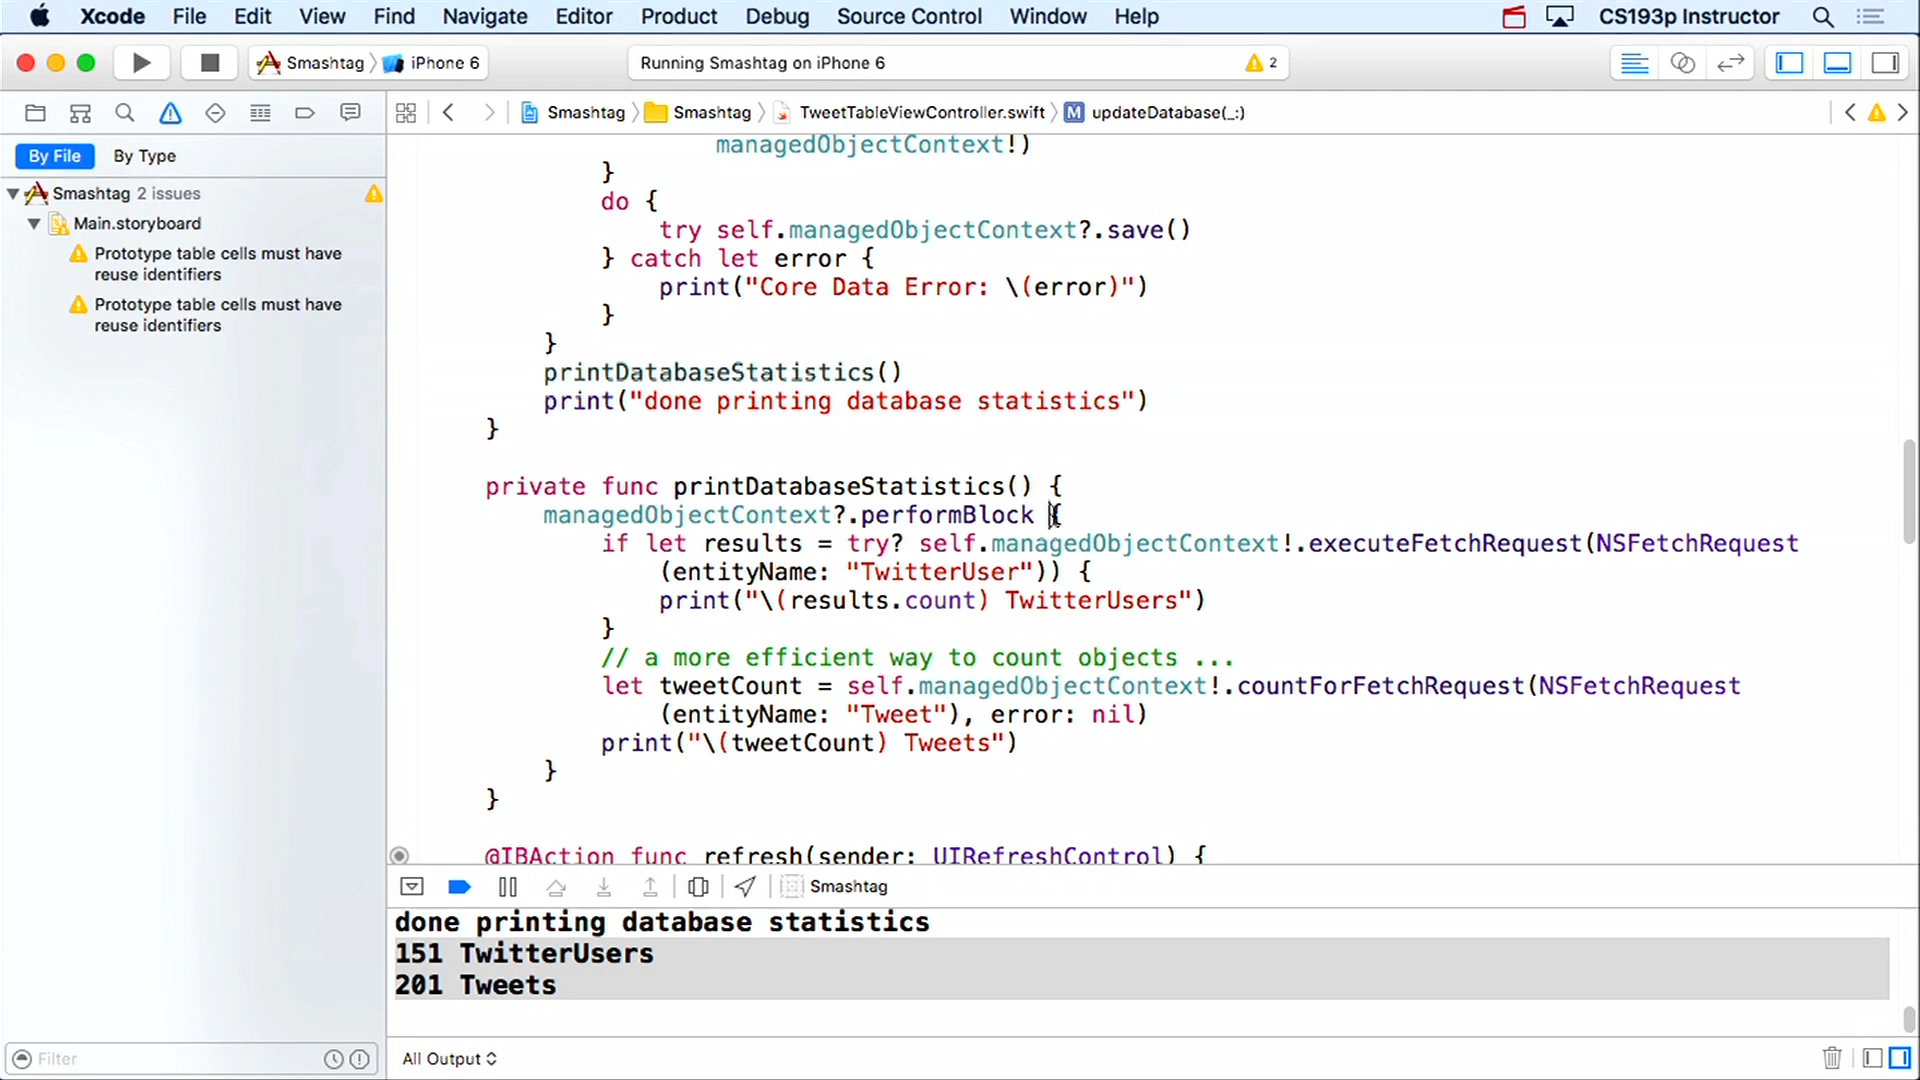 Xcode File Edit View Find Navigate Editor Product Debug Source Control Window Help CS193p Instructor
Smashtag iPhone 6 Running Smashtag on iPhone 6 2
Smashtag Smashtag TweetTableViewController.swift M updateDatabase(_:)
By File By Type
Smashtag 2 issues
Main.storyboard
Prototype table cells must have
reuse identifiers
Prototype table cells must have
reuse identifiers
managedObjectContext!)
}
do {
try self.managedObjectContext?.save()
} catch let error {
print("Core Data Error: \(error)")
}
}
printDatabaseStatistics()
print("done printing database statistics")
}
private func printDatabaseStatistics() {
managedObjectContext?.performBlock {
if let results = try? self.managedObjectContext!.executeFetchRequest(NSFetchRequest
(entityName: "TwitterUser")) {
print("\(results.count) TwitterUsers")
}
// a more efficient way to count objects ...
let tweetCount = self.managedObjectContext!.countForFetchRequest(NSFetchRequest
(entityName: "Tweet"), error: nil)
print("\(tweetCount) Tweets")
}
}
@IBAction func refresh(sender: UIRefreshControl) {
Smashtag
done printing database statistics
151 TwitterUsers
201 Tweets
Filter
All Output